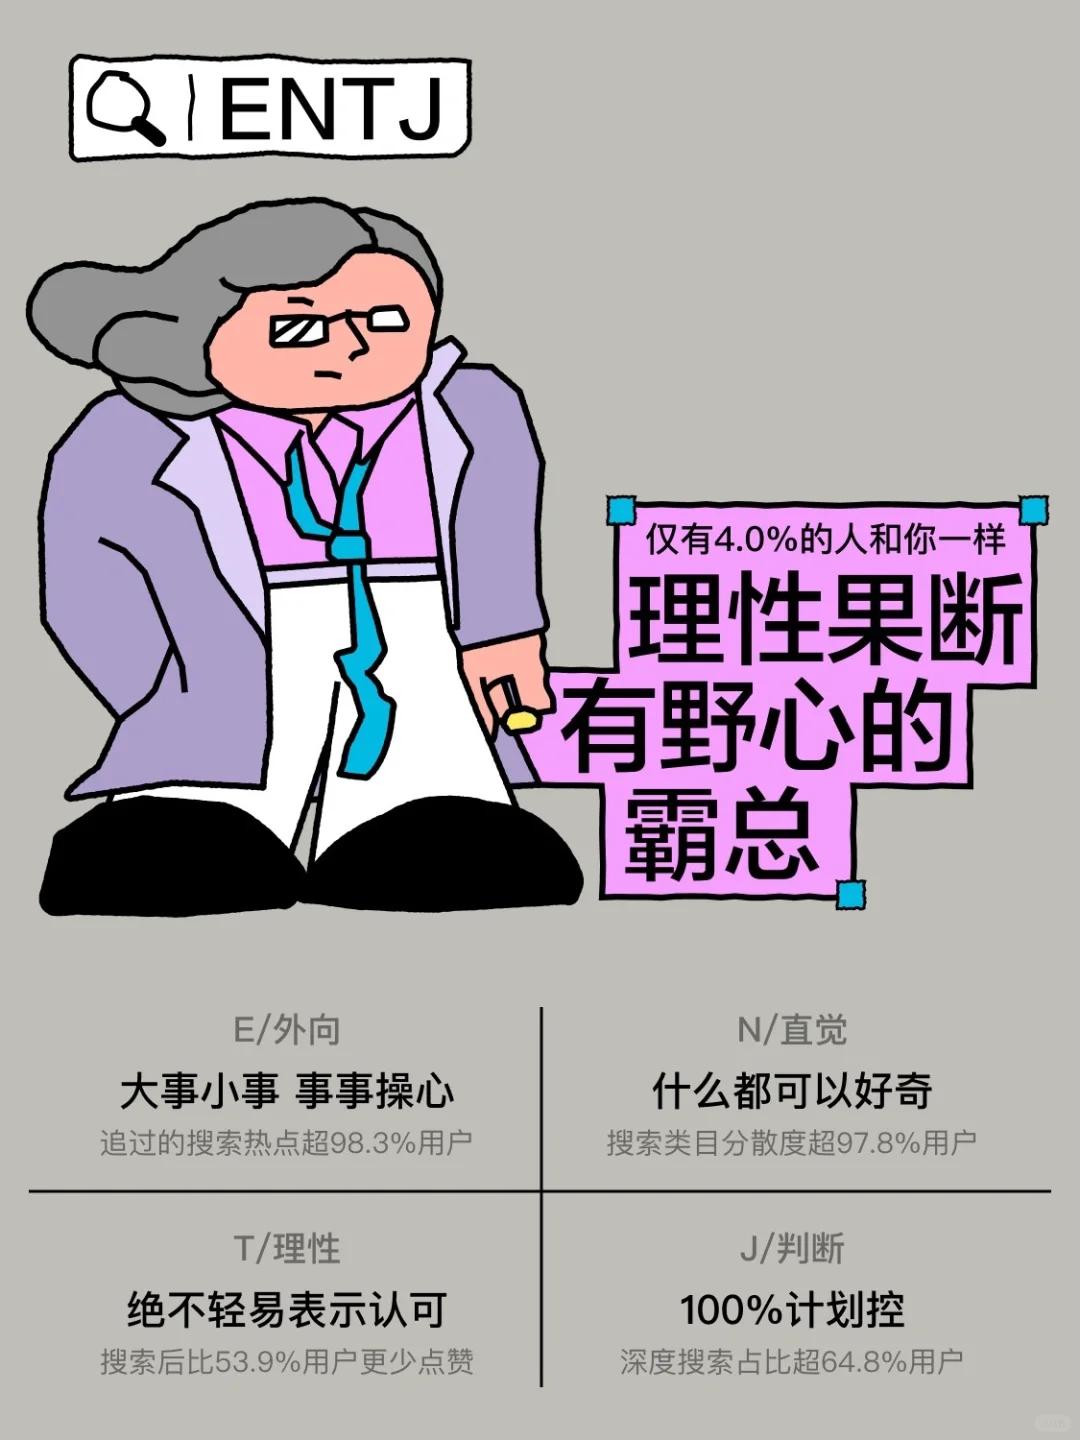 ENTJ
仅有4.0%的人和你一样
理性果断
有野心的
霸总
E/外向
大事小事 事事操心
追过的搜索热点超98.3%用户
N/直觉
什么都可以好奇
搜索类目分散度超97.8%用户
T/理性
绝不轻易表示认可
搜索后比53.9%用户更少点赞
J/判断
100%计划控
深度搜索占比超64.8%用户